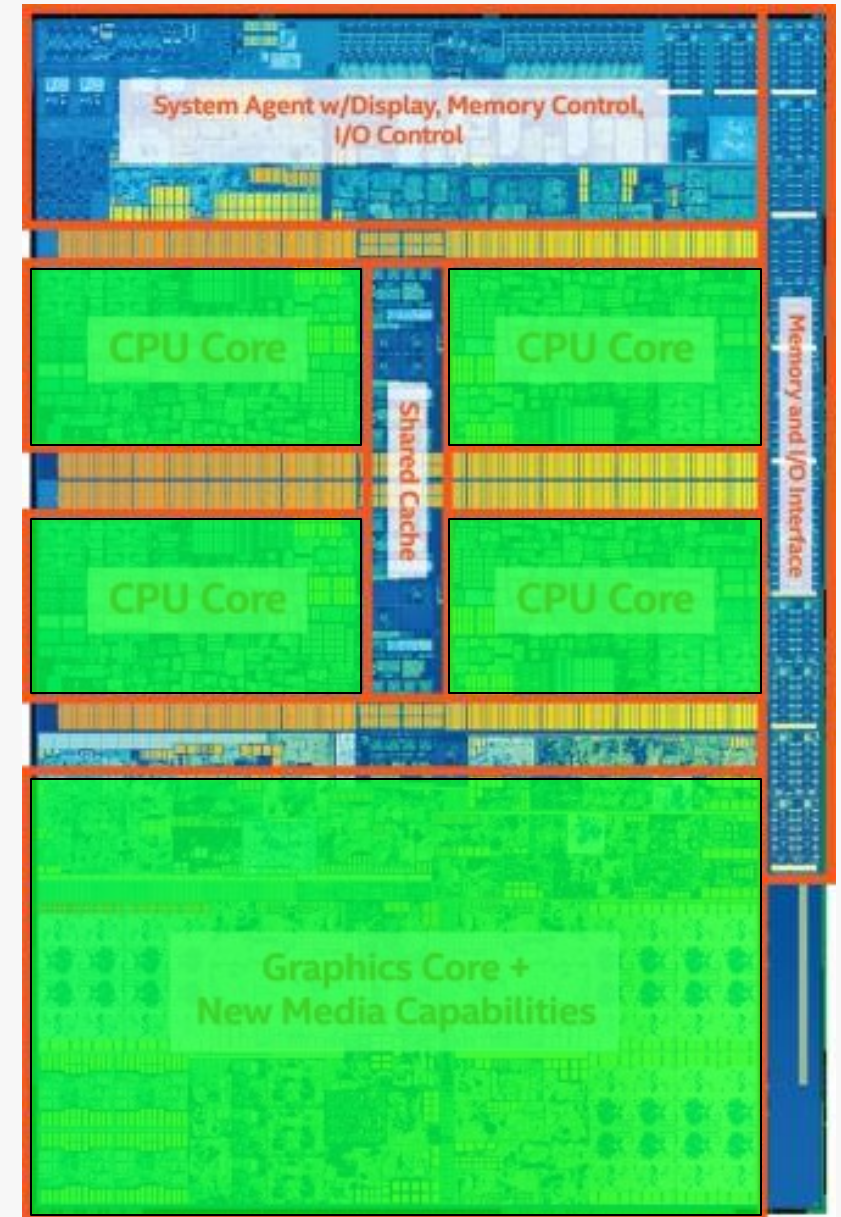 System Agent w/Display, Memory Control,
I/O Control
CPU Core
CPU Core
Shared Cache
Memory and I/O Interface
CPU Core
CPU Core
Graphics Core +
New Media Capabilities